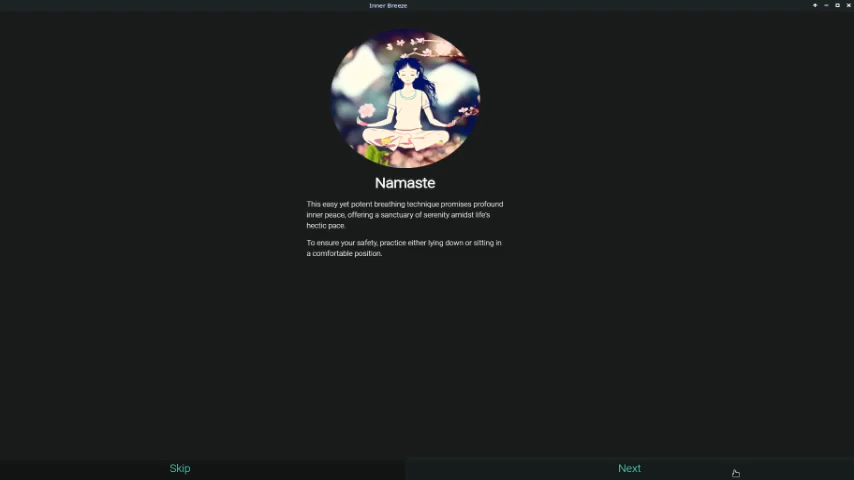 Inner Breeze
Namaste
This easy yet potent breathing technique promises profound
inner peace, offering a sanctuary of serenity amidst life's
hectic pace.
To ensure your safety, practice either lying down or sitting in
a comfortable position.
Skip
Next